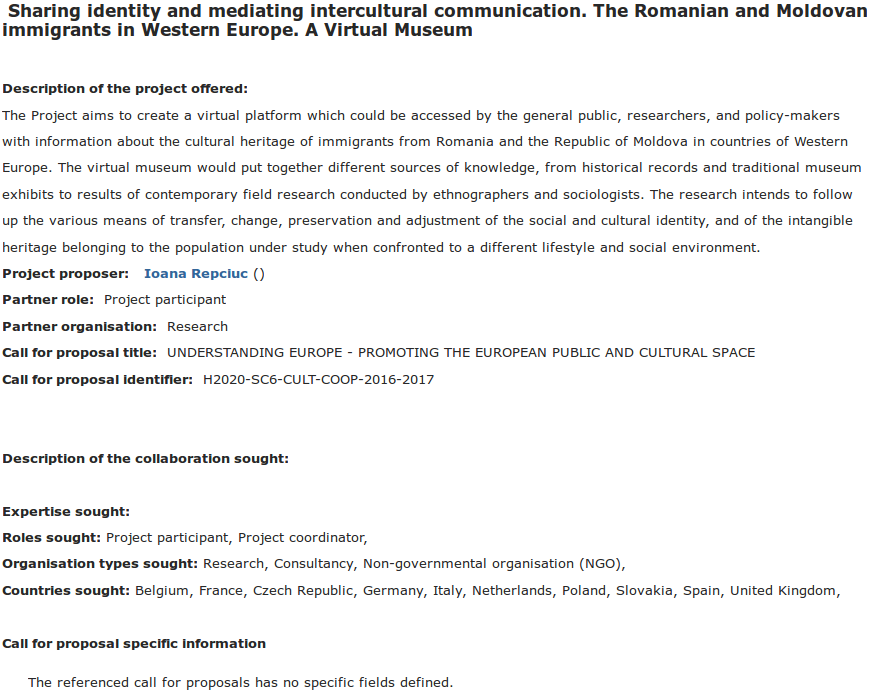 Sharing identity and mediating intercultural communication. The Romanian and Moldovan
immigrants in Western Europe. A Virtual Museum
Description of the project offered:
The Project aims to create a virtual platform which could be accessed by the general public, researchers, and policy-makers
with information about the cultural heritage of immigrants from Romania and the Republic of Moldova in countries of Western
Europe. The virtual museum would put together different sources of knowledge, from historical records and traditional museum
exhibits to results of contemporary field research conducted by ethnographers and sociologists. The research intends to follow
up the various means of transfer, change, preservation and adjustment of the social and cultural identity, and of the intangible
heritage belonging to the population under study when confronted to a different lifestyle and social environment.
Project proposer: Ioana Repciuc ()
Partner role: Project participant
Partner organisation: Research
Call for proposal title: UNDERSTANDING EUROPE - PROMOTING THE EUROPEAN PUBLIC AND CULTURAL SPACE
Call for proposal identifier: H2020-SC6-CULT-COOP-2016-2017
Description of the collaboration sought:
Expertise sought:
Roles sought: Project participant, Project coordinator,
Organisation types sought: Research, Consultancy, Non-governmental organisation (NGO),
Countries sought: Belgium, France, Czech Republic, Germany, Italy, Netherlands, Poland, Slovakia, Spain, United Kingdom,
Call for proposal specific information
The referenced call for proposals has no specific fields defined.